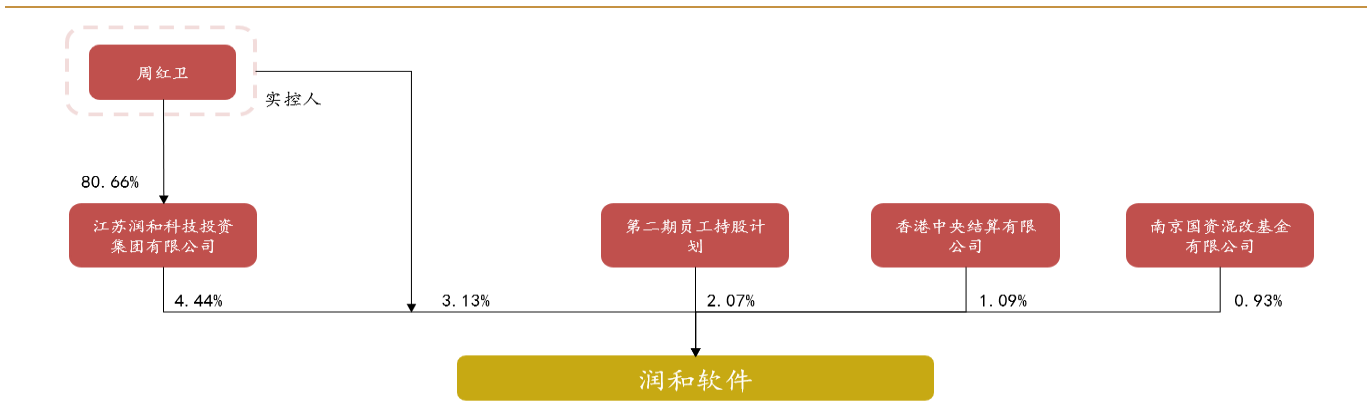 周红卫
实控人
80.66%
江苏润和科技投资
集团有限公司
第二期员工持股计
划
香港中央结算有限
公司
南京国资混改基金
有限公司
4.44%
3.13%
2.07%
1.09%
0.93%
润和软件